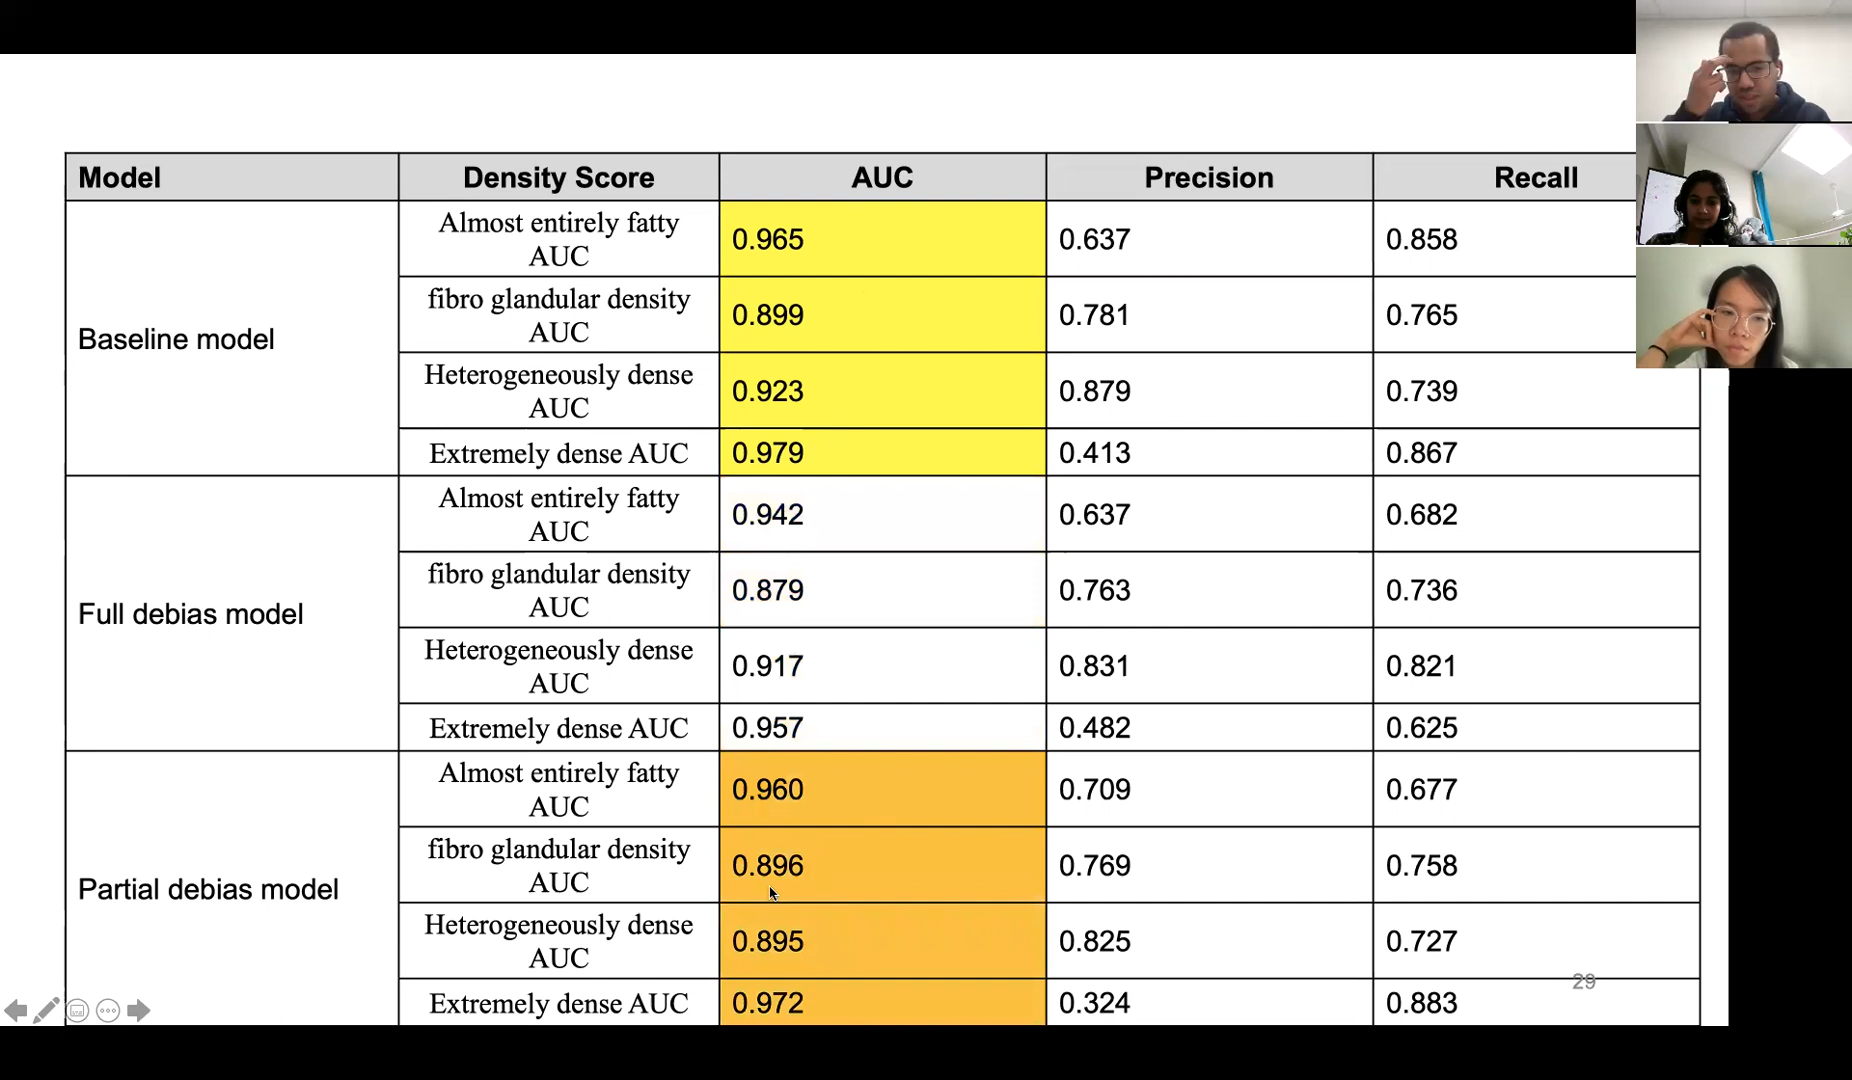 Model Density Score AUC Precision Recall
Baseline model
Almost entirely fatty
AUC
0.965 0.637 0.858
fibro glandular density
AUC
0.899 0.781 0.765
Heterogeneously dense
AUC
0.923 0.879 0.739
Extremely dense AUC 0.979 0.413 0.867
Full debias model
Almost entirely fatty
AUC
0.942 0.637 0.682
fibro glandular density
AUC
0.879 0.763 0.736
Heterogeneously dense
AUC
0.917 0.831 0.821
Extremely dense AUC 0.957 0.482 0.625
Partial debias model
Almost entirely fatty
AUC
0.960 0.709 0.677
fibro glandular density
AUC
0.896 0.769 0.758
Heterogeneously dense
AUC
0.895 0.825 0.727
Extremely dense AUC 0.972 0.324 0.883
29